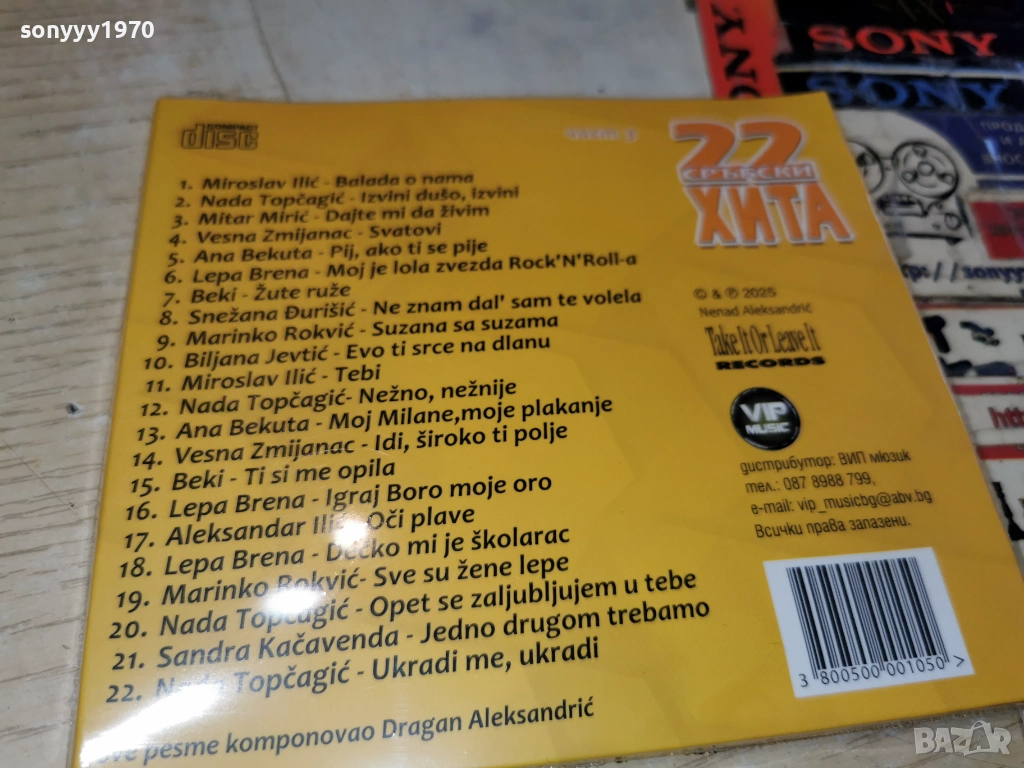 sonyyy1970
SONY
SONY
COMPACT
disc
22
СРЪБСКИ
ХИТА
1. Miroslav Ilić - Balada o nama
2. Nada Topčagić - Izvini dušo, izvini
3. Mitar Mirić - Dajte mi da živim
4. Vesna Zmijanac - Svatovi
5. Ana Bekuta - Pij, ako ti se pije
6. Lepa Brena - Moj je lola zvezda Rock'N'Roll-a
7. Beki - Žute ruže
8. Snežana Đurišić - Ne znam dal' sam te volela
9. Marinko Rokvić - Suzana sa suzama
10. Biljana Jevtić - Evo ti srce na dlanu
11. Miroslav Ilić - Tebi
12. Nada Topčagić- Nežno, nežnije
13. Ana Bekuta - Moj Milane,moje plakanje
14. Vesna Zmijanac - Idi, široko ti polje
15. Beki - Ti si me opila
16. Lepa Brena - Igraj Boro moje oro
17. Aleksandar Ilić - Oči plave
18. Lepa Brena - Dečko mi je školarac
19. Marinko Rokvić- Sve su žene lepe
20. Nada Topčagić - Opet se zaljubljujem u tebe
21. Sandra Kačavenda - Jedno drugom trebamo
22. Nada Topčagić - Ukradi me, ukradi
Sve pesme komponovao Dragan Aleksandrić
© & ℗ 2025
Nenad Aleksandrić
Take It Or Leave It
RECORDS
VIP
MUSIC
дистрибутор: ВИП мюзик
тел.: 087 8988 799,
e-mail: vip_musicbg@abv.bg
Всички права запазени.
3 800500 001050 >
BAZAR